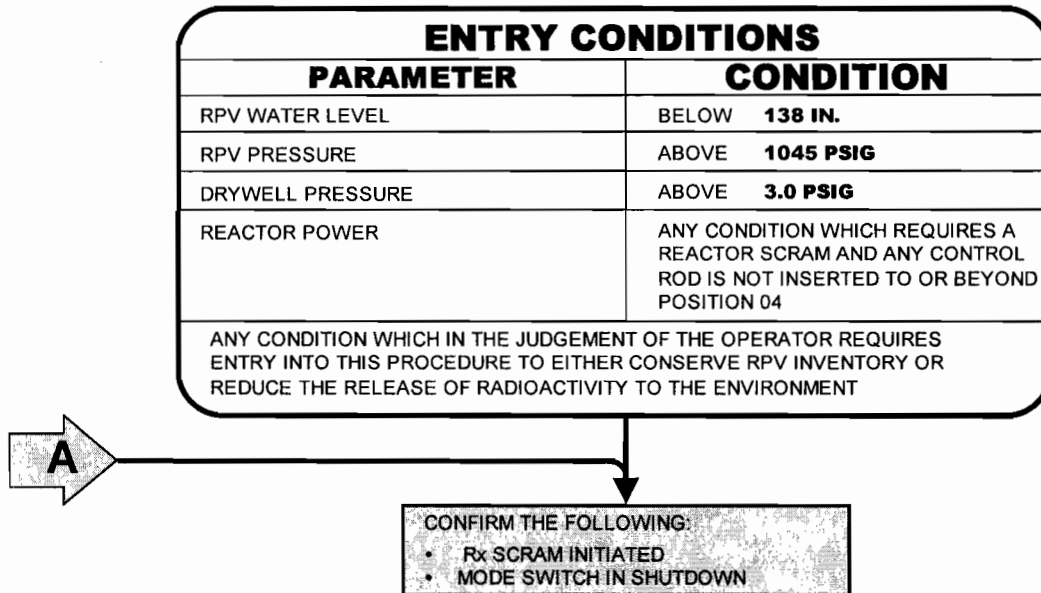 ENTRY CONDITIONS
PARAMETER CONDITION
RPV WATER LEVEL BELOW 138 IN.
RPV PRESSURE ABOVE 1045 PSIG
DRYWELL PRESSURE ABOVE 3.0 PSIG
REACTOR POWER ANY CONDITION WHICH REQUIRES A
REACTOR SCRAM AND ANY CONTROL
ROD IS NOT INSERTED TO OR BEYOND
POSITION 04
ANY CONDITION WHICH IN THE JUDGEMENT OF THE OPERATOR REQUIRES
ENTRY INTO THIS PROCEDURE TO EITHER CONSERVE RPV INVENTORY OR
REDUCE THE RELEASE OF RADIOACTIVITY TO THE ENVIRONMENT
A
CONFIRM THE FOLLOWING:
• Rx SCRAM INITIATED
• MODE SWITCH IN SHUTDOWN